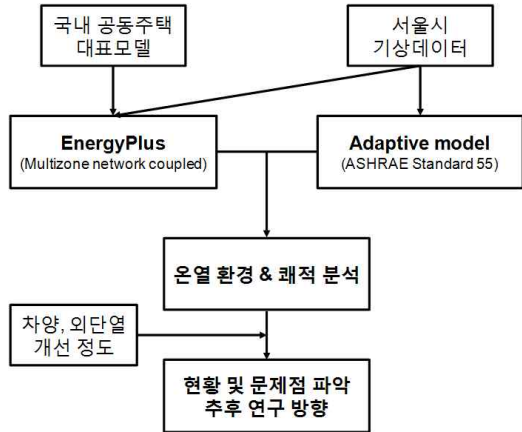 국내 공동주택
대표모델
서울시
기상데이터
EnergyPlus
(Multizone network coupled)
Adaptive model
(ASHRAE Standard 55)
온열 환경 & 쾌적 분석
차양, 외단열
개선 정도
현황 및 문제점 파악
추후 연구 방향